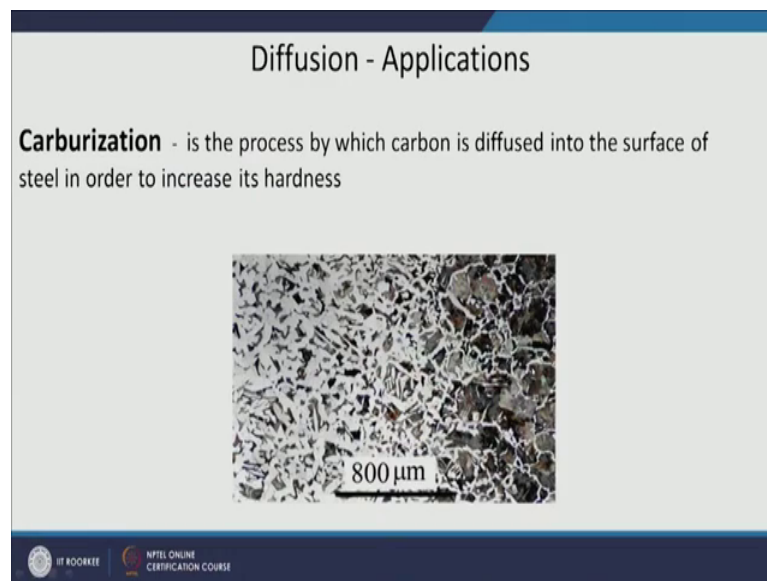 Diffusion - Applications
Carburization - is the process by which carbon is diffused into the surface of
steel in order to increase its hardness
800 μm
IIT ROORKEE
NPTEL ONLINE
CERTIFICATION COURSE